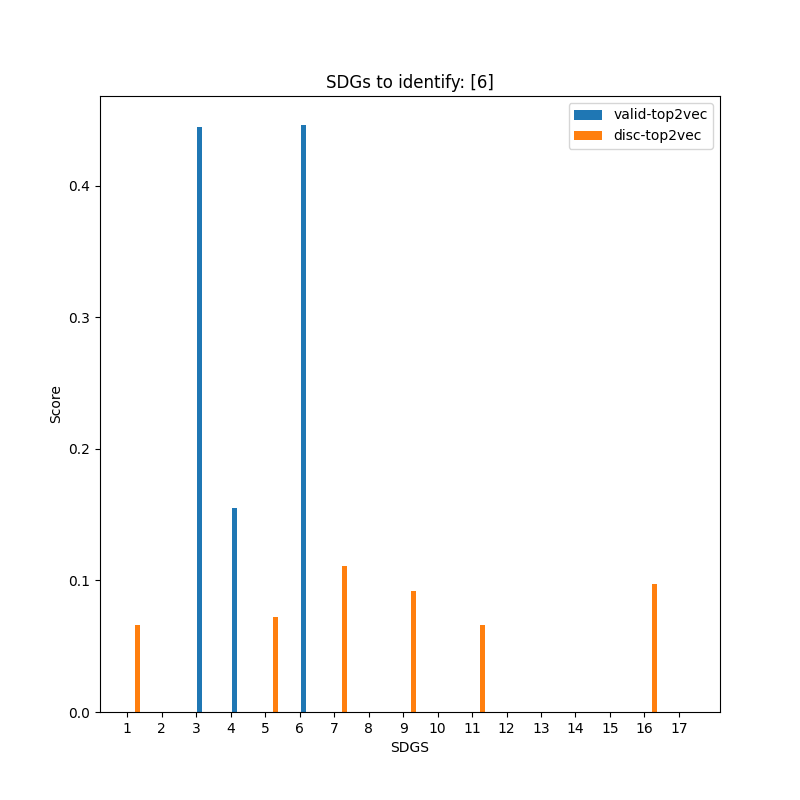 SDGs to identify: [6]
valid-top2vec
disc-top2vec
Score
0.4
0.3
0.2
0.1
0.0
1 2 3 4 5 6 7 8 9 10 11 12 13 14 15 16 17
SDGS